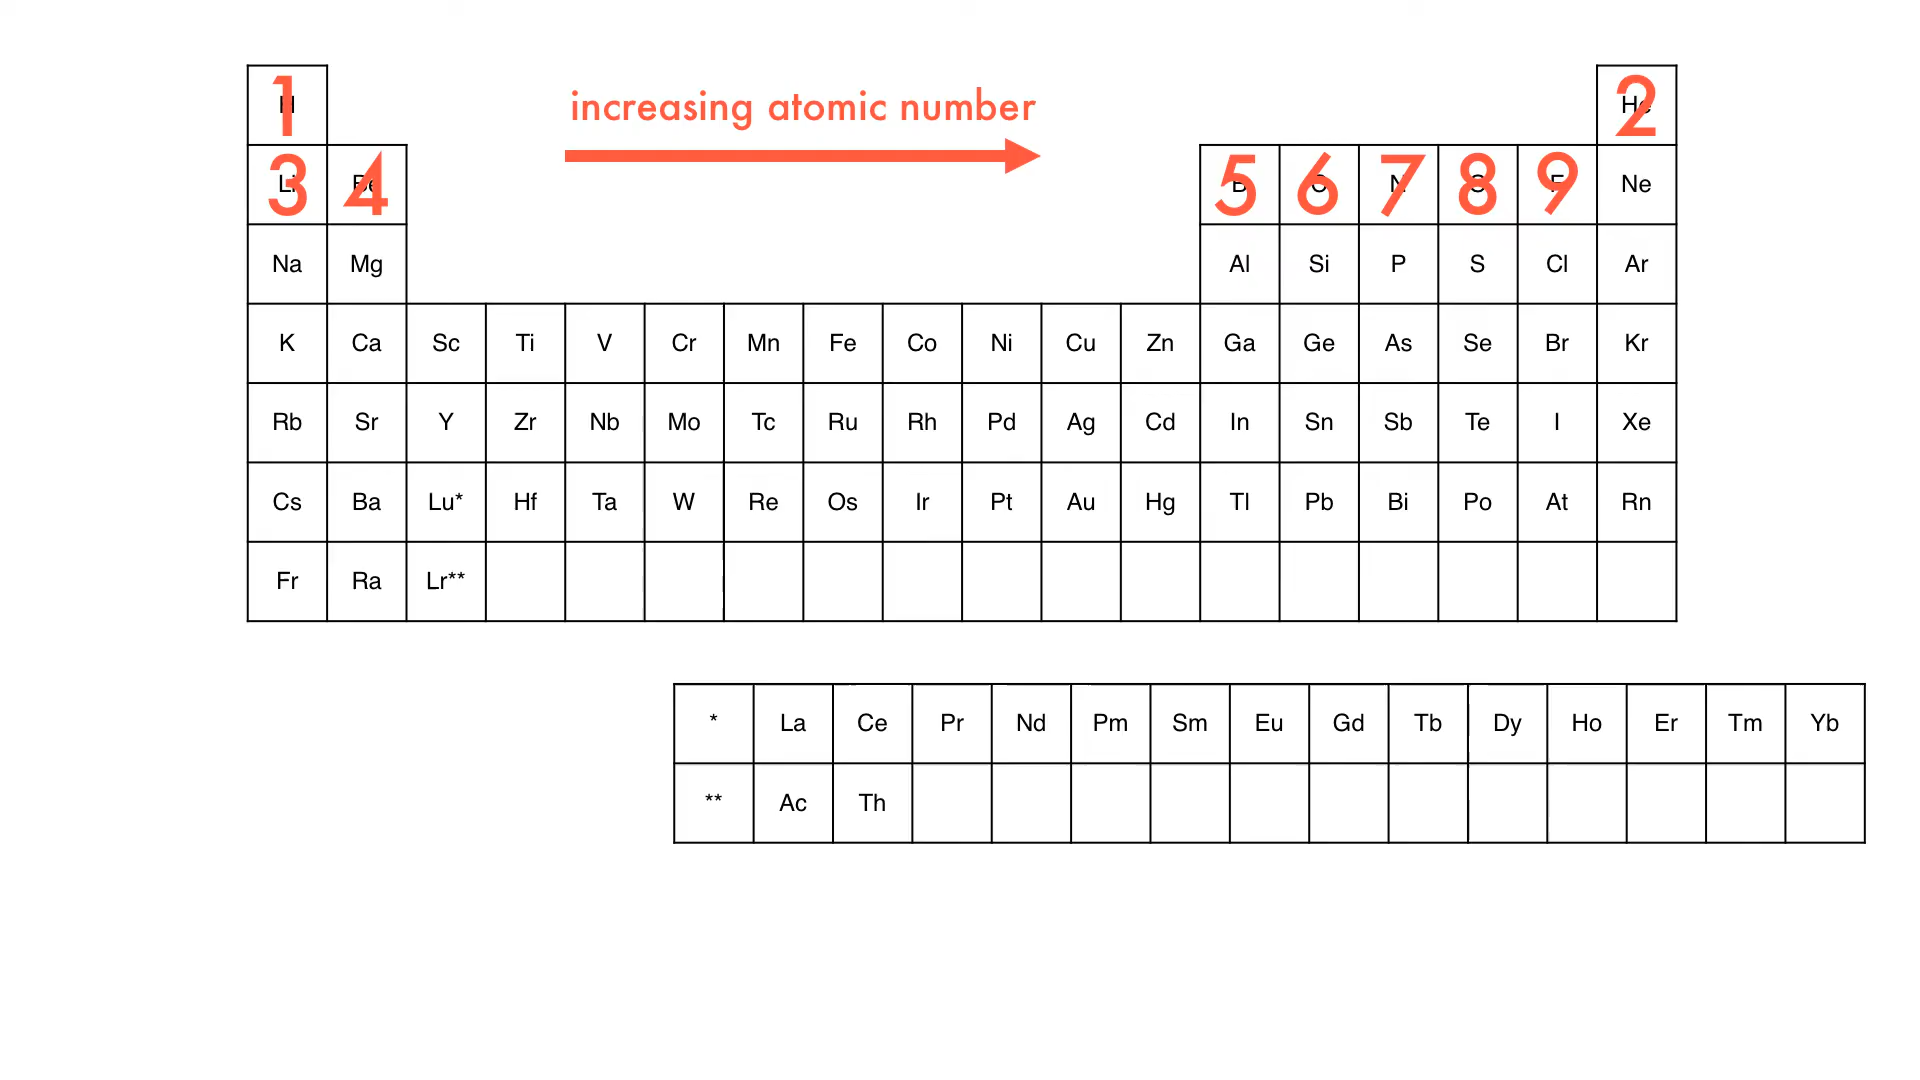 1 2
increasing atomic number
3 4 5 6 7 8 9 Ne
Na Mg Al Si P S Cl Ar
K Ca Sc Ti V Cr Mn Fe Co Ni Cu Zn Ga Ge As Se Br Kr
Rb Sr Y Zr Nb Mo Tc Ru Rh Pd Ag Cd In Sn Sb Te I Xe
Cs Ba Lu* Hf Ta W Re Os Ir Pt Au Hg Tl Pb Bi Po At Rn
Fr Ra Lr**
* La Ce Pr Nd Pm Sm Eu Gd Tb Dy Ho Er Tm Yb
** Ac Th